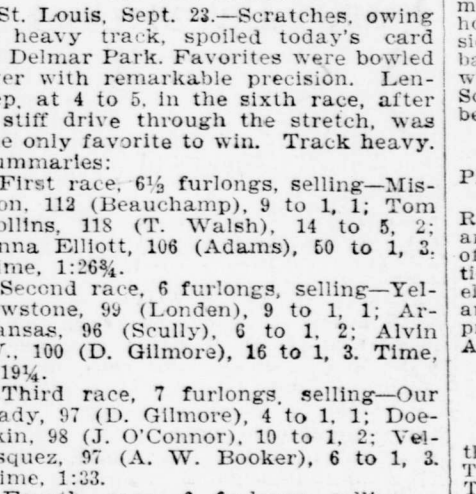 St. Louis, Sept. 23.—Scratches, owing
heavy track, spoiled today's card
Delmar Park. Favorites were bowled
er with remarkable precision. Len-
ep, at 4 to 5, in the sixth race, after
stiff drive through the stretch, was
e only favorite to win. Track heavy.
ummaries:
First race, 6½ furlongs, selling—Mis-
on, 112 (Beauchamp), 9 to 1, 1; Tom
ollins, 118 (T. Walsh), 14 to 5, 2;
nna Elliott, 106 (Adams), 50 to 1, 3.
ime, 1:26¾.
Second race, 6 furlongs, selling—Yel-
wstone, 99 (Londen), 9 to 1, 1; Ar-
ansas, 96 (Scully), 6 to 1, 2; Alvin
., 100 (D. Gilmore), 16 to 1, 3. Time,
19¼.
Third race, 7 furlongs, selling—Our
ady, 97 (D. Gilmore), 4 to 1, 1; Doe-
kin, 98 (J. O'Connor), 10 to 1, 2; Vel-
squez, 97 (A. W. Booker), 6 to 1, 3.
ime, 1:33.